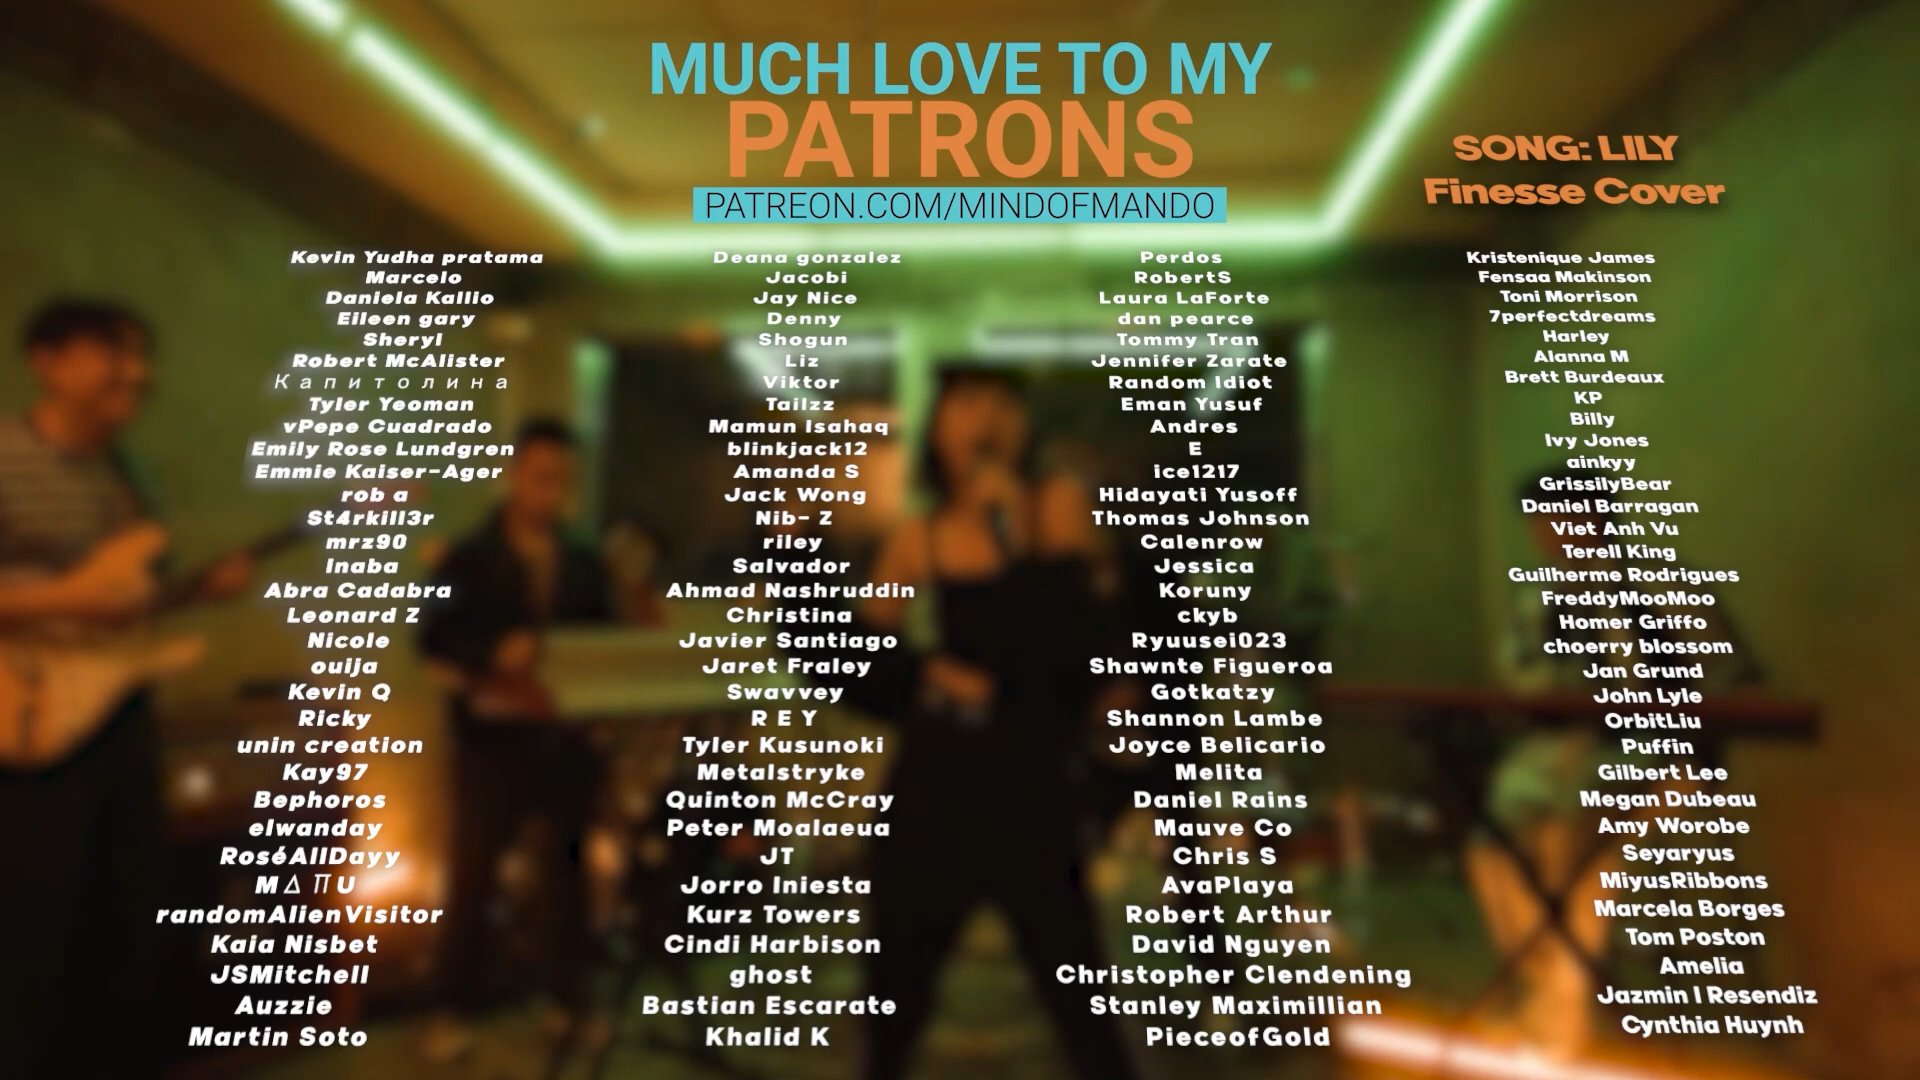 MUCH LOVE TO MY
PATRONS
PATREON.COM/MINDOFMANDO
SONG: LILY
Finesse Cover
Kevin Yudha pratama
Marcelo
Daniela Kallio
Eileen gary
Sheryl
Robert McAlister
Капитолина
Tyler Yeoman
vPepe Cuadrado
Emily Rose Lundgren
Emmie Kaiser-Ager
rob a
St4rkill3r
mrz90
Inaba
Abra Cadabra
Leonard Z
Nicole
ouija
Kevin Q
Ricky
unin creation
Kay97
Bephoros
elwanday
RoséAllDayy
M∆πU
randomAlienVisitor
Kaia Nisbet
JSMitchell
Auzzie
Martin Soto
Deana gonzalez
Jacobi
Jay Nice
Denny
Shogun
Liz
Viktor
Tailzz
Mamun Isahaq
blinkjack12
Amanda S
Jack Wong
Nib- Z
riley
Salvador
Ahmad Nashruddin
Christina
Javier Santiago
Jaret Fraley
Swavvey
R E Y
Tyler Kusunoki
Metalstryke
Quinton McCray
Peter Moalaeua
JT
Jorro Iniesta
Kurz Towers
Cindi Harbison
ghost
Bastian Escarate
Khalid K
Perdos
RobertS
Laura LaForte
dan pearce
Tommy Tran
Jennifer Zarate
Random Idiot
Eman Yusuf
Andres
E
ice1217
Hidayati Yusoff
Thomas Johnson
Calenrow
Jessica
Koruny
ckyb
Ryuusei023
Shawnte Figueroa
Gotkatzy
Shannon Lambe
Joyce Belicario
Melita
Daniel Rains
Mauve Co
Chris S
AvaPlaya
Robert Arthur
David Nguyen
Christopher Clendening
Stanley Maximillian
PieceofGold
Kristenique James
Fensaa Makinson
Toni Morrison
7perfectdreams
Harley
Alanna M
Brett Burdeaux
KP
Billy
Ivy Jones
ainkyy
GrissilyBear
Daniel Barragan
Viet Anh Vu
Terell King
Guilherme Rodrigues
FreddyMooMoo
Homer Griffo
choerry blossom
Jan Grund
John Lyle
OrbitLiu
Puffin
Gilbert Lee
Megan Dubeau
Amy Worobe
Seyaryus
MiyusRibbons
Marcela Borges
Tom Poston
Amelia
Jazmin I Resendiz
Cynthia Huynh